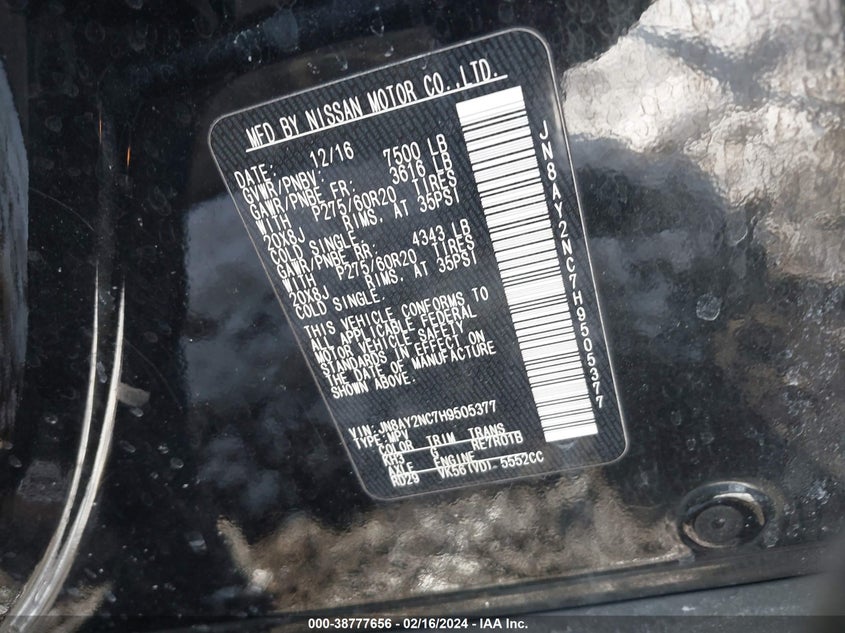 MFD BY NISSAN MOTOR CO.,LTD.
DATE: 12/16
GVWR/PNBV: 7500 LB
GAWR/PNBE FR: 3616 LB
WITH P275/60R20 TIRES
20X8J RIMS, AT 35PSI
COLD SINGLE.
GAWR/PNBE RR: 4343 LB
WITH P275/60R20 TIRES
20X8J RIMS, AT 35PSI
COLD SINGLE.
THIS VEHICLE CONFORMS TO
ALL APPLICABLE FEDERAL
MOTOR VEHICLE SAFETY
STANDARDS IN EFFECT ON
THE DATE OF MANUFACTURE
SHOWN ABOVE.
VIN: JN8AY2NC7H9505377
TYPE: MPV
COLOR TRIM TRANS
KH3 G RE7R01B
AXLE ENGINE
HD29 VK56(VD) 5552CC
JN8AY2NC7H9505377
000-38777656 - 02/16/2024 - IAA Inc.